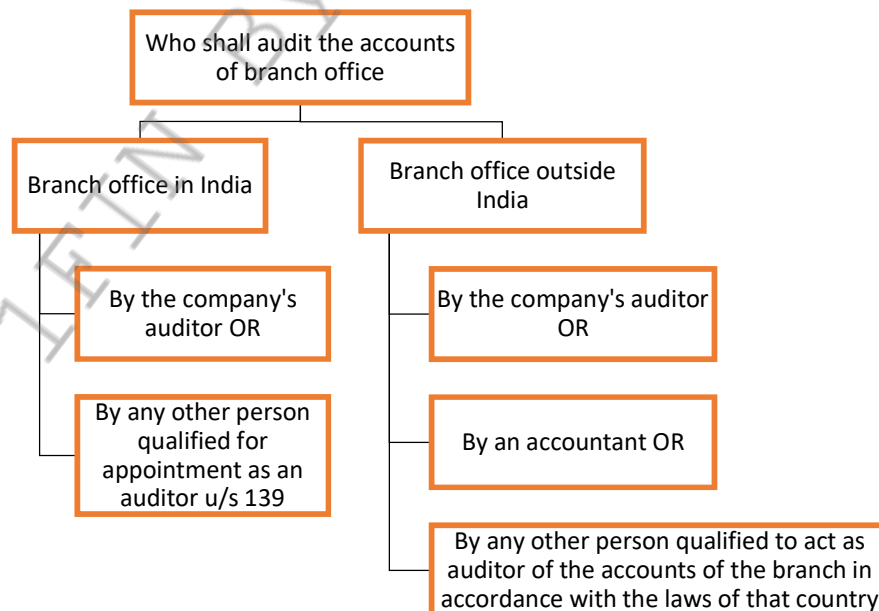 Who shall audit the accounts
of branch office
Branch office in India
Branch office outside
India
By the company's
auditor OR
By any other person
qualified for
appointment as an
auditor u/s 139
By the company's auditor
OR
By an accountant OR
By any other person qualified to act as
auditor of the accounts of the branch in
accordance with the laws of that country
1FIN BY